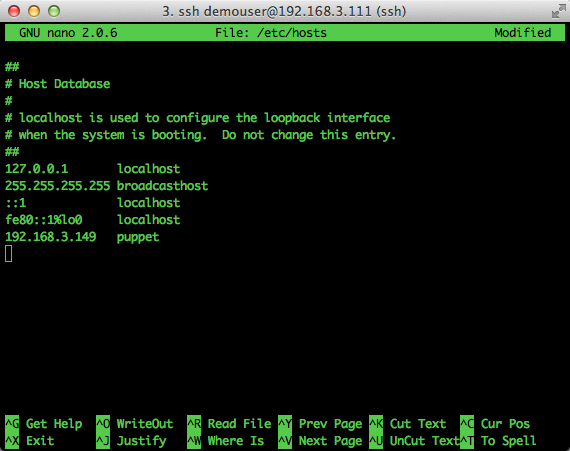 3. ssh demouser@192.168.3.111 (ssh)
GNU nano 2.0.6 File: /etc/hosts Modified
##
# Host Database
#
# localhost is used to configure the loopback interface
# when the system is booting.  Do not change this entry.
##
127.0.0.1 localhost
255.255.255.255 broadcasthost
::1 localhost
fe80::1%lo0 localhost
192.168.3.149 puppet
^G Get Help ^O WriteOut ^R Read File ^Y Prev Page ^K Cut Text ^C Cur Pos
^X Exit ^J Justify ^W Where Is ^V Next Page ^U UnCut Text ^T To Spell